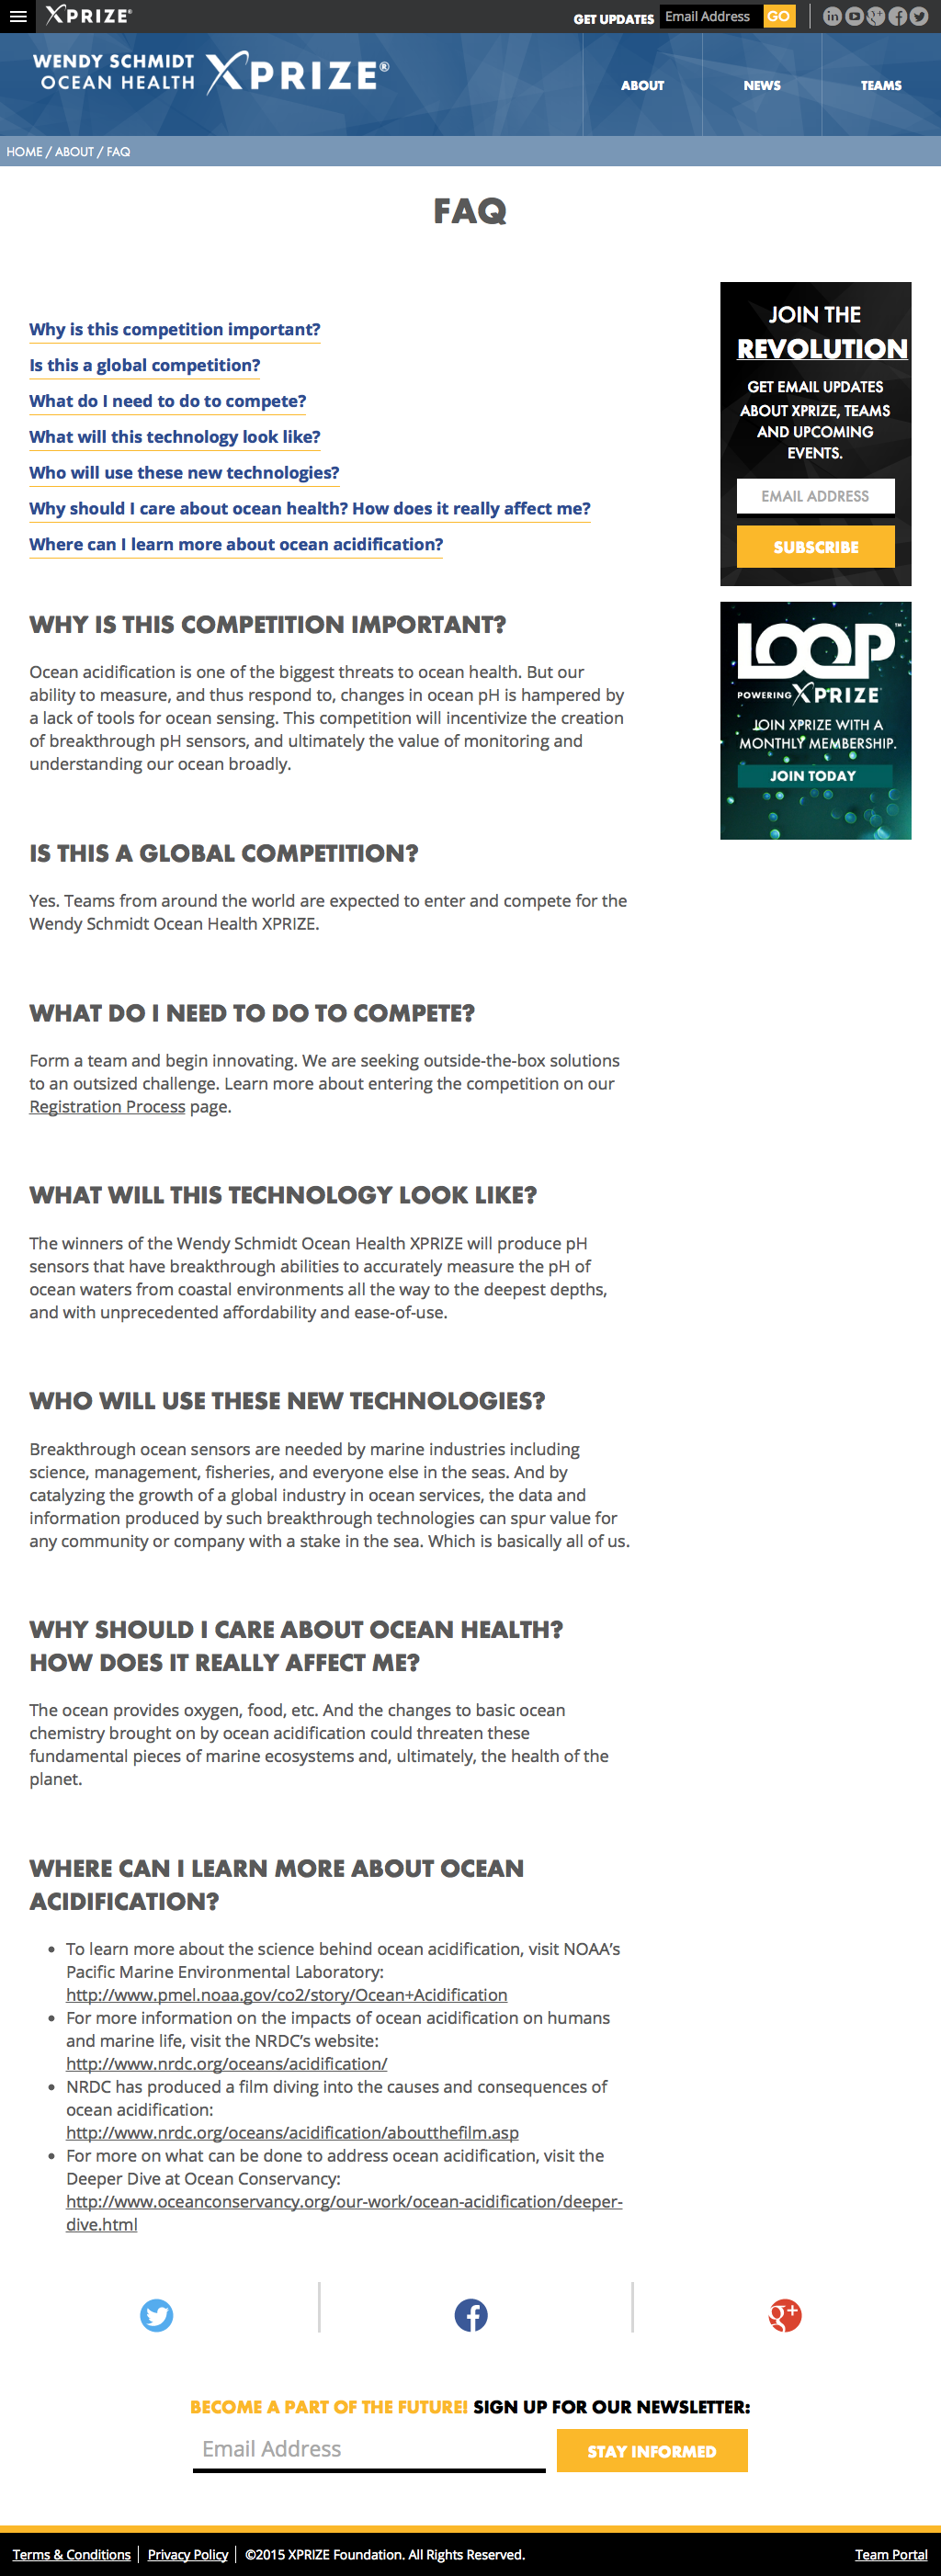 XPRIZE®
GET UPDATES Email Address GO
WENDY SCHMIDT
OCEAN HEALTH XPRIZE®
ABOUT NEWS TEAMS
HOME / ABOUT / FAQ
FAQ
Why is this competition important?
Is this a global competition?
What do I need to do to compete?
What will this technology look like?
Who will use these new technologies?
Why should I care about ocean health? How does it really affect me?
Where can I learn more about ocean acidification?
JOIN THE
REVOLUTION
GET EMAIL UPDATES
ABOUT XPRIZE, TEAMS
AND UPCOMING
EVENTS.
EMAIL ADDRESS
SUBSCRIBE
LOOP™
POWERING XPRIZE
JOIN XPRIZE WITH A
MONTHLY MEMBERSHIP.
JOIN TODAY
WHY IS THIS COMPETITION IMPORTANT?
Ocean acidification is one of the biggest threats to ocean health. But our
ability to measure, and thus respond to, changes in ocean pH is hampered by
a lack of tools for ocean sensing. This competition will incentivize the creation
of breakthrough pH sensors, and ultimately the value of monitoring and
understanding our ocean broadly.
IS THIS A GLOBAL COMPETITION?
Yes. Teams from around the world are expected to enter and compete for the
Wendy Schmidt Ocean Health XPRIZE.
WHAT DO I NEED TO DO TO COMPETE?
Form a team and begin innovating. We are seeking outside-the-box solutions
to an outsized challenge. Learn more about entering the competition on our
Registration Process page.
WHAT WILL THIS TECHNOLOGY LOOK LIKE?
The winners of the Wendy Schmidt Ocean Health XPRIZE will produce pH
sensors that have breakthrough abilities to accurately measure the pH of
ocean waters from coastal environments all the way to the deepest depths,
and with unprecedented affordability and ease-of-use.
WHO WILL USE THESE NEW TECHNOLOGIES?
Breakthrough ocean sensors are needed by marine industries including
science, management, fisheries, and everyone else in the seas. And by
catalyzing the growth of a global industry in ocean services, the data and
information produced by such breakthrough technologies can spur value for
any community or company with a stake in the sea. Which is basically all of us.
WHY SHOULD I CARE ABOUT OCEAN HEALTH?
HOW DOES IT REALLY AFFECT ME?
The ocean provides oxygen, food, etc. And the changes to basic ocean
chemistry brought on by ocean acidification could threaten these
fundamental pieces of marine ecosystems and, ultimately, the health of the
planet.
WHERE CAN I LEARN MORE ABOUT OCEAN
ACIDIFICATION?
• To learn more about the science behind ocean acidification, visit NOAA’s
Pacific Marine Environmental Laboratory:
http://www.pmel.noaa.gov/co2/story/Ocean+Acidification
• For more information on the impacts of ocean acidification on humans
and marine life, visit the NRDC’s website:
http://www.nrdc.org/oceans/acidification/
• NRDC has produced a film diving into the causes and consequences of
ocean acidification:
http://www.nrdc.org/oceans/acidification/aboutthefilm.asp
• For more on what can be done to address ocean acidification, visit the
Deeper Dive at Ocean Conservancy:
http://www.oceanconservancy.org/our-work/ocean-acidification/deeper-
dive.html
BECOME A PART OF THE FUTURE! SIGN UP FOR OUR NEWSLETTER:
Email Address STAY INFORMED
Terms & Conditions | Privacy Policy | ©2015 XPRIZE Foundation. All Rights Reserved. Team Portal